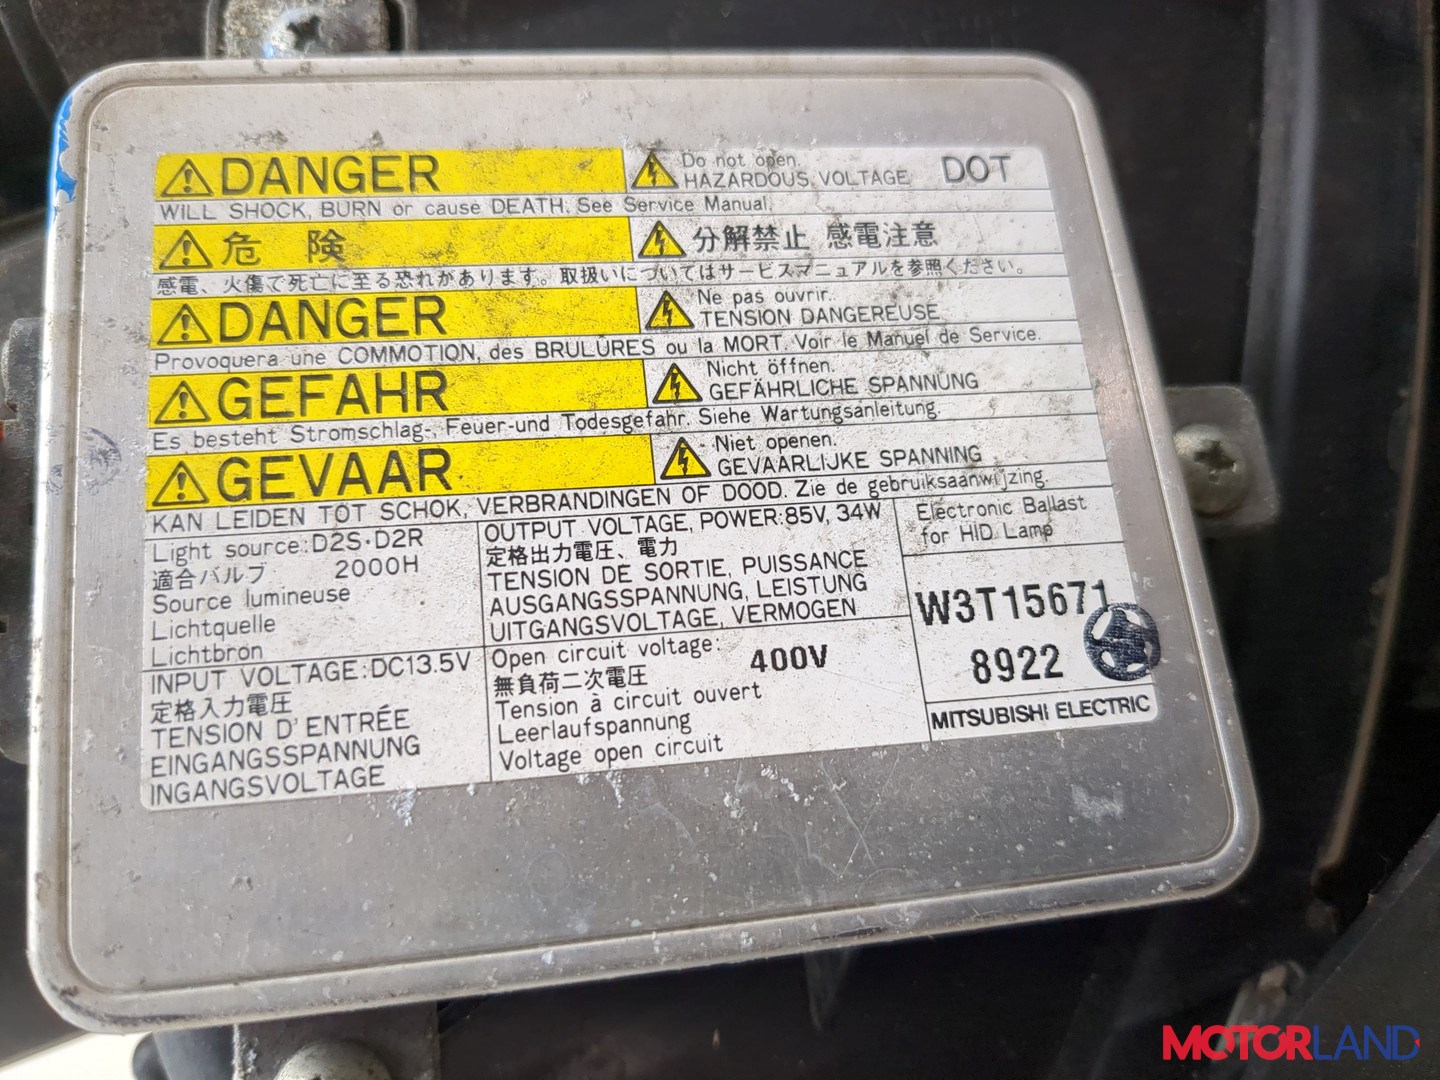 DANGER Do not open. DOT
HAZARDOUS VOLTAGE
WILL SHOCK, BURN or cause DEATH. See Service Manual.
危 険 分解禁止 感電注意
感電、火傷で死亡に至る恐れがあります。取扱いについてはサービスマニュアルを参照ください。
DANGER Ne pas ouvrir.
TENSION DANGEREUSE
Provoquera une COMMOTION, des BRULURES ou la MORT. Voir le Manuel de Service.
GEFAHR Nicht öffnen.
GEFÄHRLICHE SPANNUNG
Es besteht Stromschlag-, Feuer-und Todesgefahr. Siehe Wartungsanleitung.
GEVAAR Niet openen.
GEVAARLIJKE SPANNING
KAN LEIDEN TOT SCHOK, VERBRANDINGEN OF DOOD. Zie de gebruiksaanwijzing.
Light source:D2S・D2R
適合バルブ 2000H
Source lumineuse
Lichtquelle
Lichtbron
INPUT VOLTAGE:DC13.5V
定格入力電圧
TENSION D'ENTRÉE
EINGANGSSPANNUNG
INGANGSVOLTAGE
OUTPUT VOLTAGE, POWER:85V, 34W
定格出力電圧、電力
TENSION DE SORTIE, PUISSANCE
AUSGANGSSPANNUNG, LEISTUNG
UITGANGSVOLTAGE, VERMOGEN
Open circuit voltage: 400V
無負荷二次電圧
Tension à circuit ouvert
Leerlaufspannung
Voltage open circuit
Electronic Ballast
for HID Lamp
W3T15671
8922
MITSUBISHI ELECTRIC
MOTORLAND